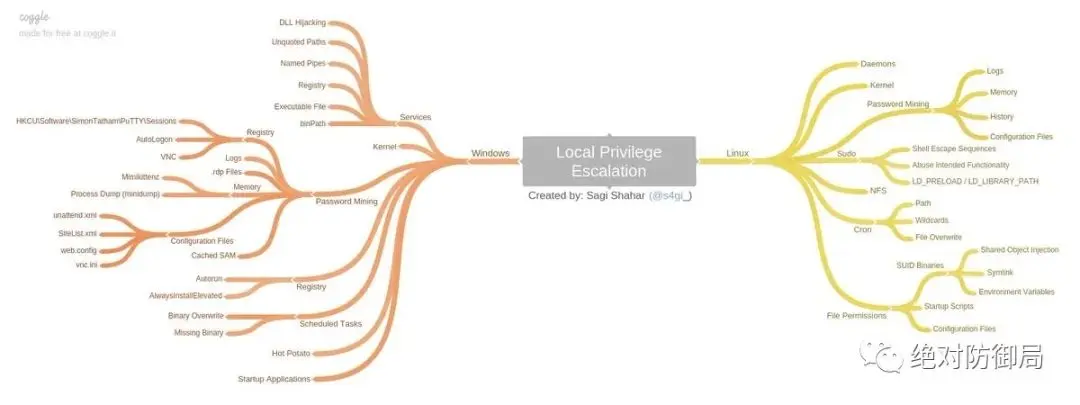 coggle
made for free at coggle.it
Local Privilege
Escalation
Created by: Sagi Shahar (@s4gi_)
Windows
Services
DLL Hijacking
Unquoted Paths
Named Pipes
Registry
Executable File
binPath
Kernel
Password Mining
Registry
HKCU\Software\SimonTatham\PuTTY\Sessions
AutoLogon
VNC
Logs
.rdp Files
Memory
Mimikittenz
Process Dump (minidump)
Configuration Files
unattend.xml
SiteList.xml
web.config
vnc.ini
Cached SAM
Registry
Autorun
AlwaysInstallElevated
Scheduled Tasks
Binary Overwrite
Missing Binary
Hot Potato
Startup Applications
Linux
Daemons
Kernel
Password Mining
Logs
Memory
History
Configuration Files
Sudo
Shell Escape Sequences
Abuse Intended Functionality
LD_PRELOAD / LD_LIBRARY_PATH
NFS
Cron
Path
Wildcards
File Overwrite
File Permissions
SUID Binaries
Shared Object Injection
Symlink
Environment Variables
Startup Scripts
Configuration Files
绝对防御局